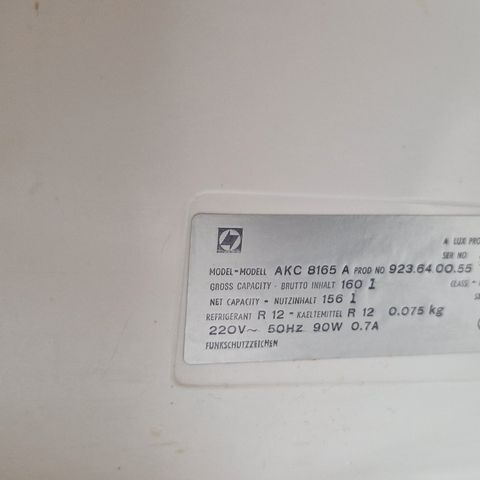 A LUX PRO
SER NO
MODEL-MODELL AKC 8165 A PROD NO 923.64.00.55
GROSS CAPACITY - BRUTTO INHALT 160 l CLASS -
NET CAPACITY - NUTZINHALT 156 l
REFRIGERANT R 12 - KAELTEMITTEL R 12 0.075 kg
220V~ 50HZ 90W 0.7A
FUNKSCHUTZZEICHEN